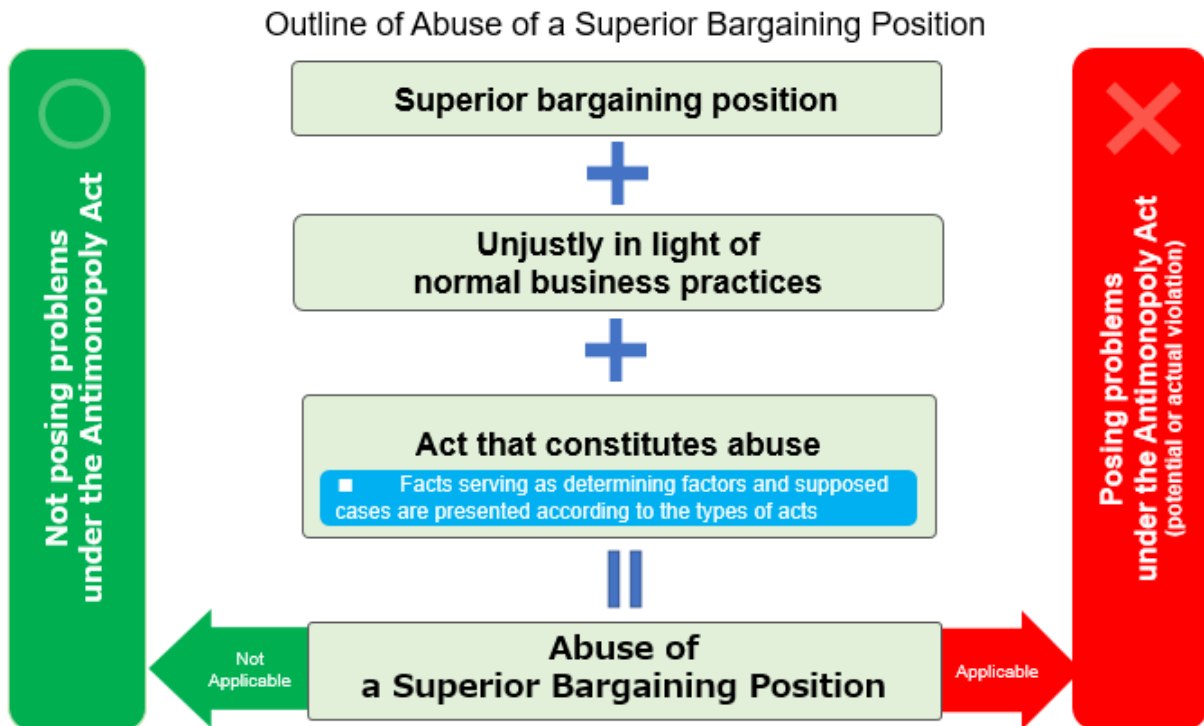 Outline of Abuse of a Superior Bargaining Position
Not posing problems
under the Antimonopoly Act
Superior bargaining position
Unjustly in light of
normal business practices
Act that constitutes abuse
■ Facts serving as determining factors and supposed
cases are presented according to the types of acts
Not
Applicable
Abuse of
a Superior Bargaining Position
Applicable
Posing problems
under the Antimonopoly Act
(potential or actual violation)